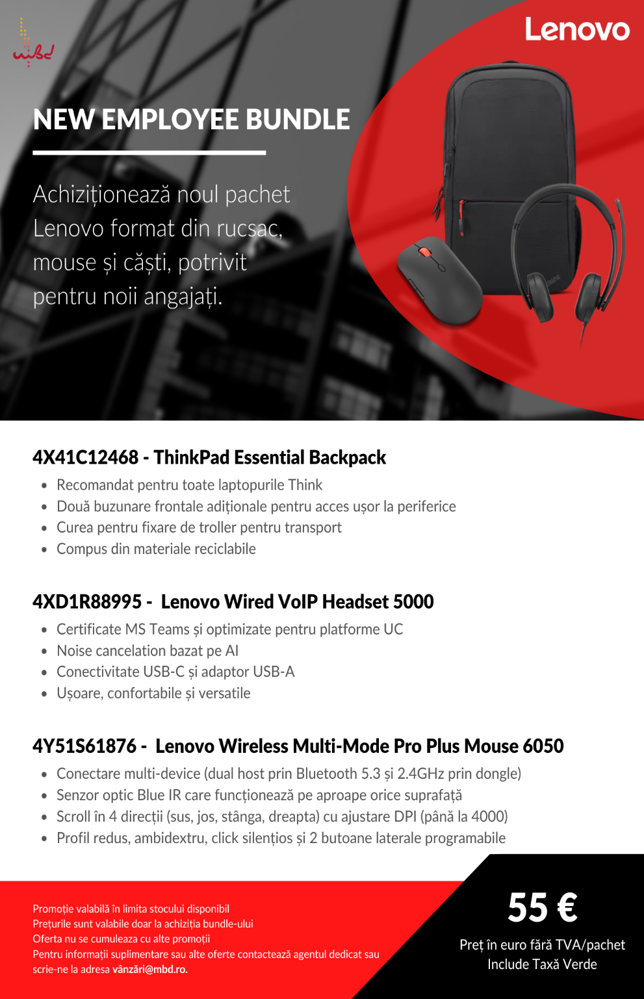 mbd
Lenovo
NEW EMPLOYEE BUNDLE
Achiziționează noul pachet
Lenovo format din rucsac,
mouse și căști, potrivit
pentru noii angajați.
ThinkPad
4X41C12468 - ThinkPad Essential Backpack
• Recomandat pentru toate laptopurile Think
• Două buzunare frontale adiționale pentru acces ușor la periferice
• Curea pentru fixare de troller pentru transport
• Compus din materiale reciclabile
4XD1R88995 - Lenovo Wired VoIP Headset 5000
• Certificate MS Teams și optimizate pentru platforme UC
• Noise cancelation bazat pe AI
• Conectivitate USB-C și adaptor USB-A
• Ușoare, confortabile și versatile
4Y51S61876 - Lenovo Wireless Multi-Mode Pro Plus Mouse 6050
• Conectare multi-device (dual host prin Bluetooth 5.3 și 2.4GHz prin dongle)
• Senzor optic Blue IR care funcționează pe aproape orice suprafață
• Scroll în 4 direcții (sus, jos, stânga, dreapta) cu ajustare DPI (până la 4000)
• Profil redus, ambidextru, click silențios și 2 butoane laterale programabile
Promoție valabilă în limita stocului disponibil
Prețurile sunt valabile doar la achiziția bundle-ului
Oferta nu se cumuleaza cu alte promoții
Pentru informații suplimentare sau alte oferte contactează agentul dedicat sau
scrie-ne la adresa vânzări@mbd.ro.
55 €
Preț în euro fără TVA/pachet
Include Taxă Verde